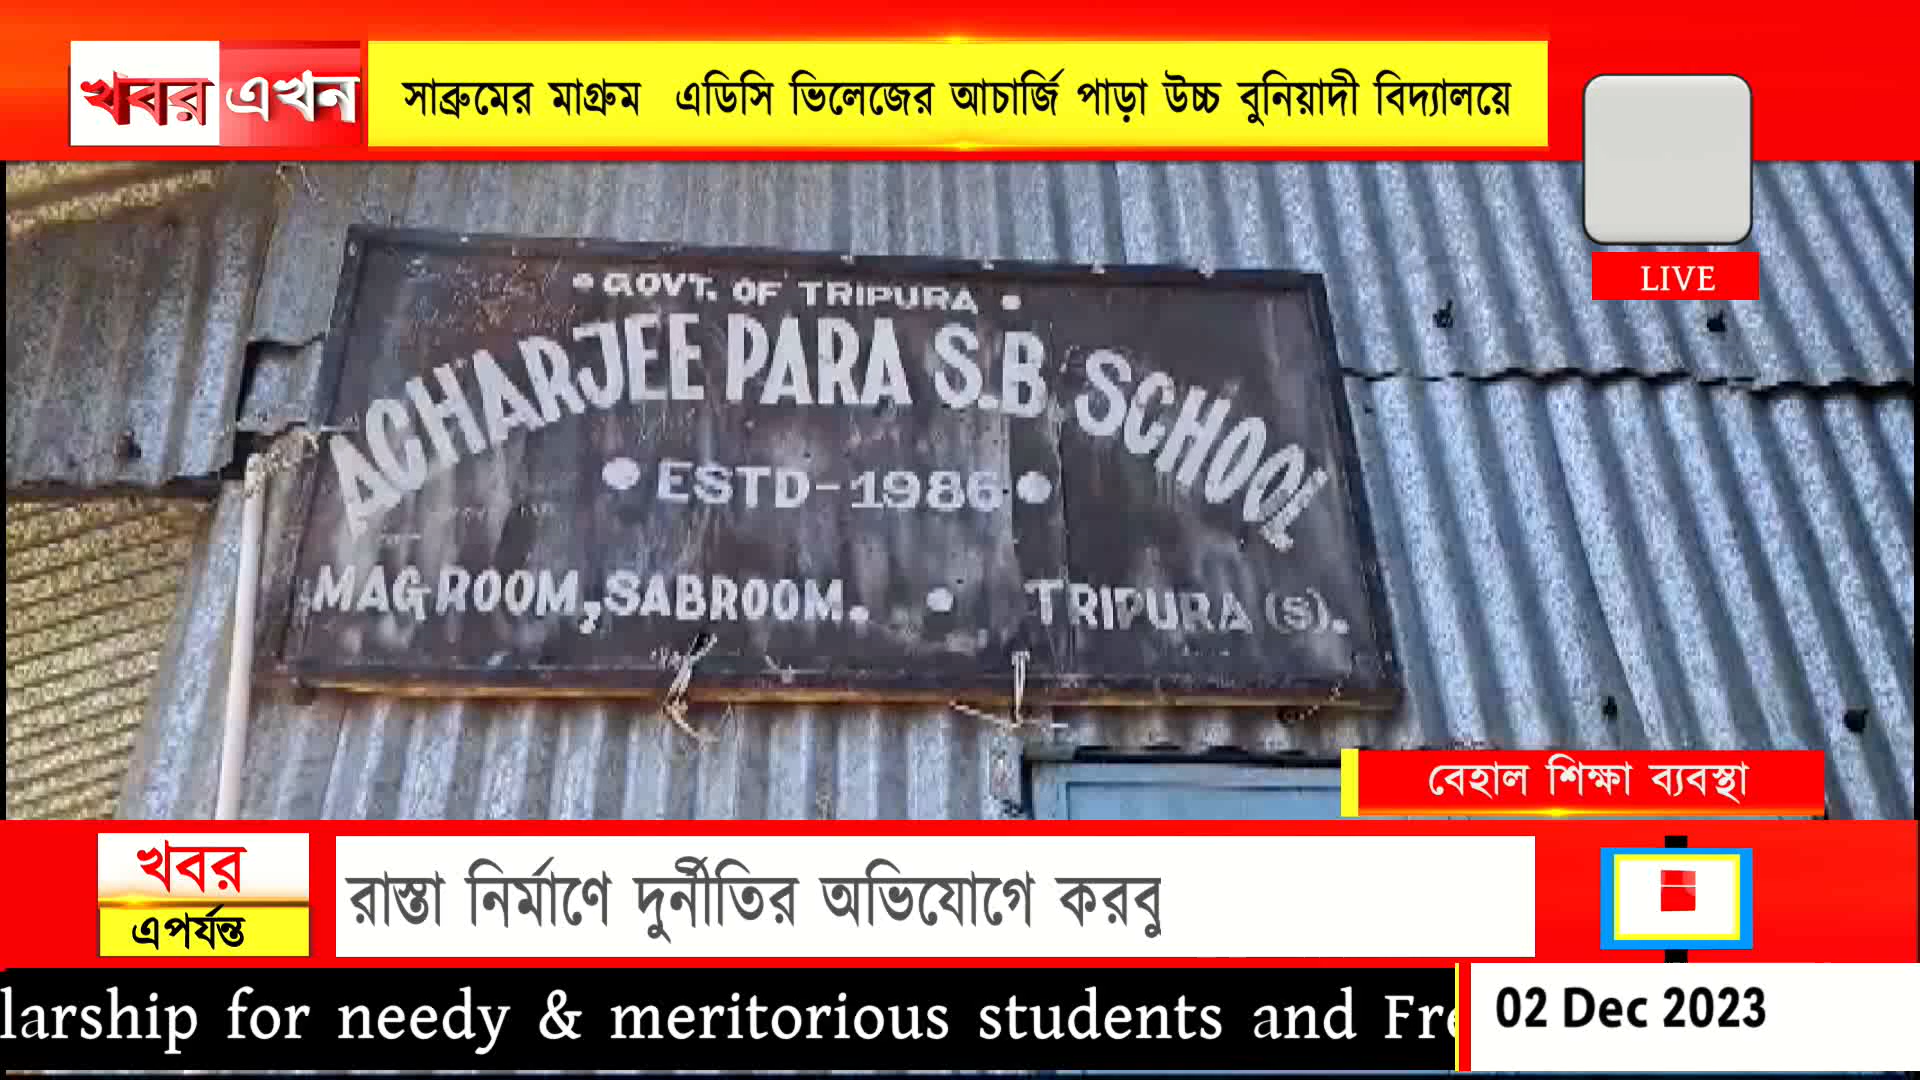 খবর এখন
সাব্রুমের মাগ্রুম এডিসি ভিলেজের আচার্জি পাড়া উচ্চ বুনিয়াদী বিদ্যালয়ে
LIVE
GOVT. OF TRIPURA
ACHARJEE PARA S.B. SCHOOL
ESTD-1986
MAGROOM, SABROOM. TRIPURA (S).
বেহাল শিক্ষা ব্যবস্থা
খবর
এপর্যন্ত
রাস্তা নির্মাণে দুর্নীতির অভিযোগে করবু
larship for needy & meritorious students and Fre
02 Dec 2023